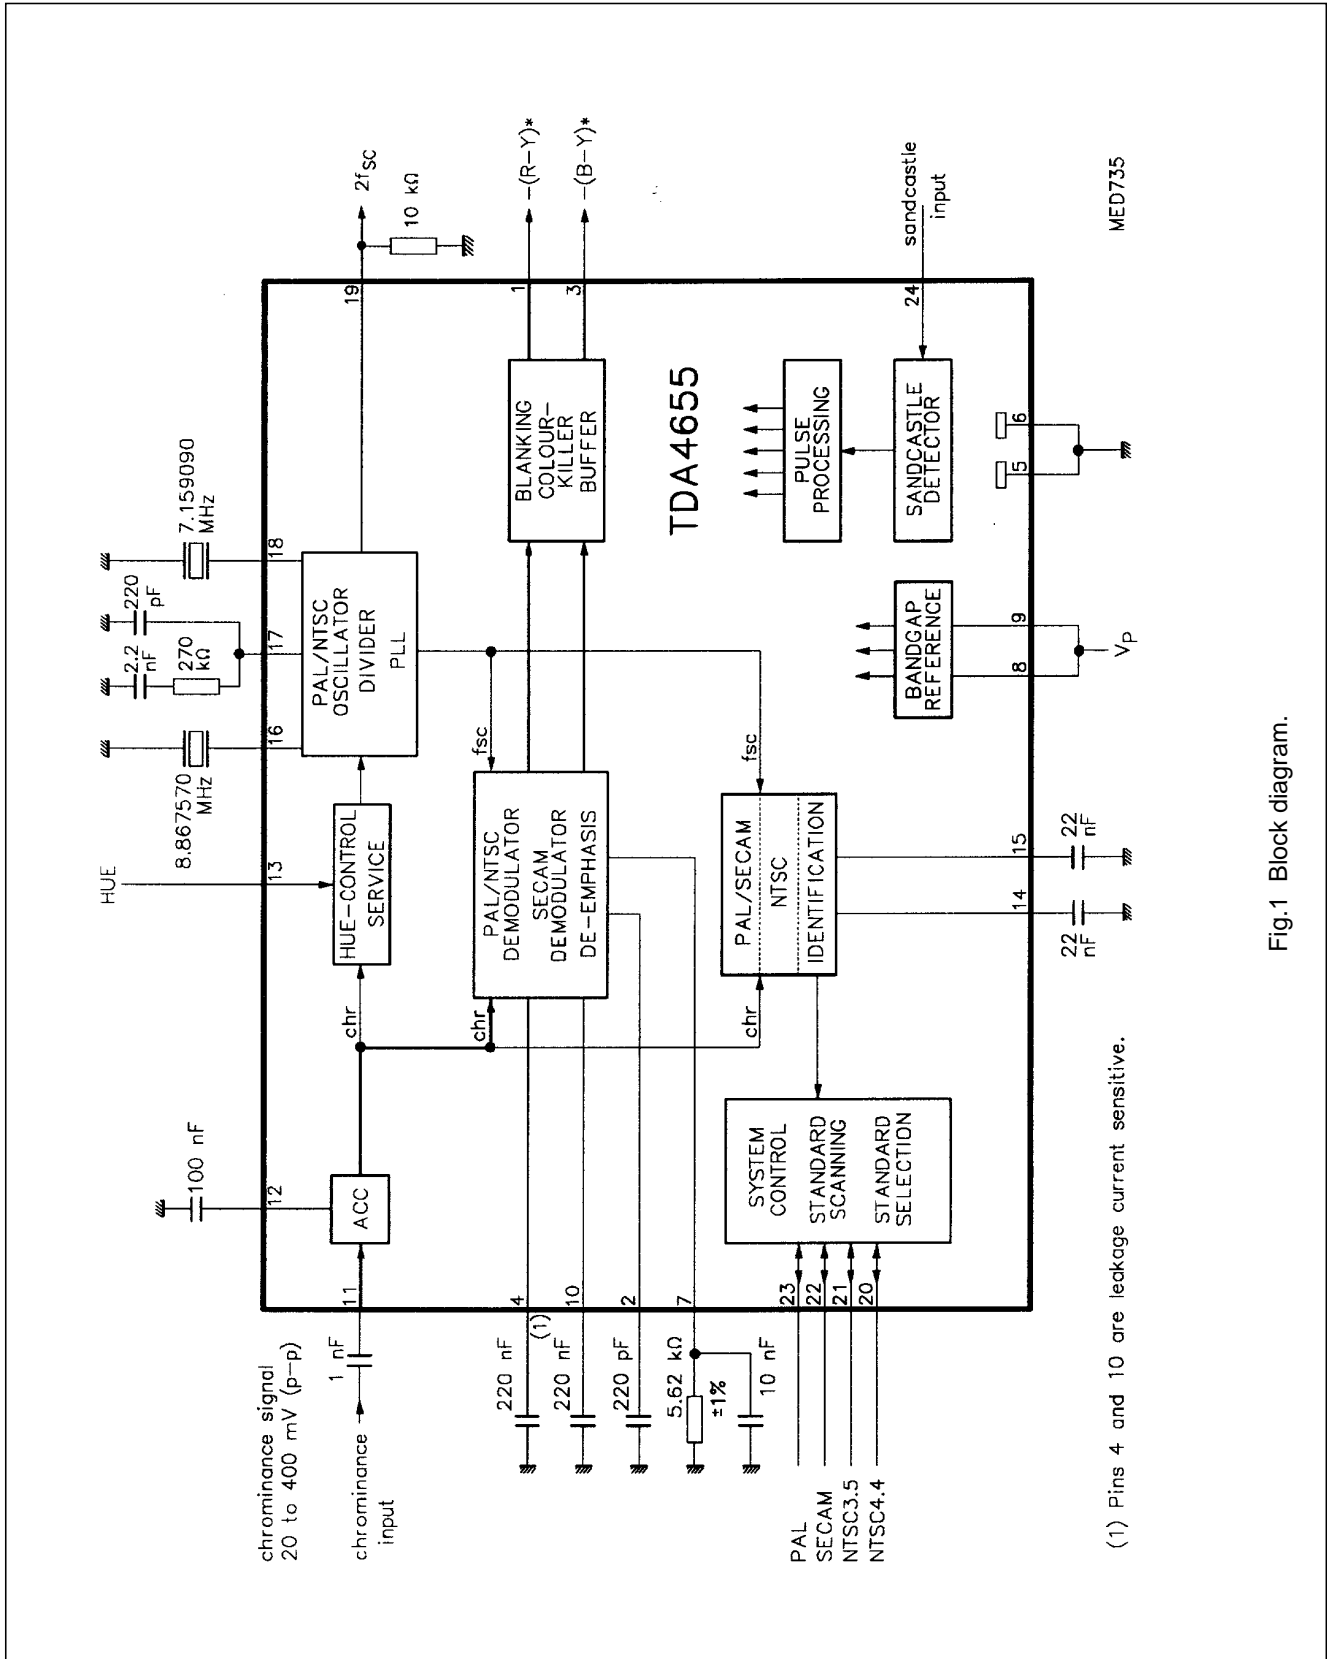 chrominance signal
20 to 400 mV (p-p)
chrominance
input
1 nF
11
100 nF
12
ACC
chr
HUE
13
HUE-CONTROL
SERVICE
8.867570
MHz
16
2.2
nF
270
kΩ
220
pF
17
7.159090
MHz
18
PAL/NTSC
OSCILLATOR
DIVIDER
PLL
19
2fSC
10 kΩ
chr
fsc
PAL/NTSC
DEMODULATOR
SECAM
DEMODULATOR
DE-EMPHASIS
BLANKING
COLOUR-
KILLER
BUFFER
1
-(R-Y)*
3
-(B-Y)*
220 nF
4
(1)
220 nF
10
220 pF
2
5.62 kΩ
±1%
7
10 nF
TDA4655
chr
fsc
PAL/SECAM
NTSC
IDENTIFICATION
SYSTEM
CONTROL
STANDARD
SCANNING
STANDARD
SELECTION
PAL
23
SECAM
22
NTSC3.5
21
NTSC4.4
20
14
22
nF
15
22
nF
BANDGAP
REFERENCE
8
9
VP
PULSE
PROCESSING
SANDCASTLE
DETECTOR
5
6
24
sandcastle
input
(1) Pins 4 and 10 are leakage current sensitive.
MED735
Fig.1 Block diagram.